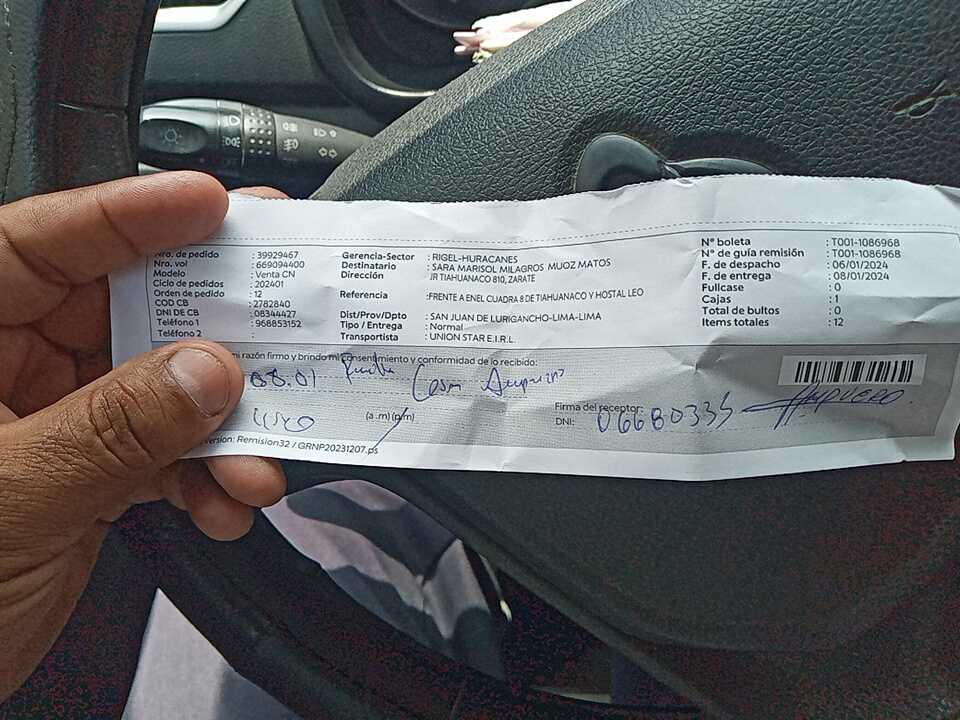 Nro. de pedido : 39929467
Nro. vol : 669094400
Modelo : Venta CN
Ciclo de pedidos : 202401
Orden de pedido : 12
COD CB : 2782840
DNI DE CB : 08344427
Teléfono 1 : 968853152
Teléfono 2 :
Gerencia-Sector : RIGEL-HURACANES
Destinatario : SARA MARISOL MILAGROS MUOZ MATOS
Dirección JR TIAHUANACO 810, ZARATE
Referencia :FRENTE A ENEL CUADRA 8 DE TIAHUANACO Y HOSTAL LEO
Dist/Prov/Dpto : SAN JUAN DE LURIGANCHO-LIMA-LIMA
Tipo / Entrega : Normal
Transportista : UNION STAR E.I.R.L.
N° boleta : T001-1086968
N° de guía remisión : T001-1086968
F. de despacho : 06/01/2024
F. de entrega : 08/01/2024
Fullcase : 0
Cajas : 1
Total de bultos : 0
Items totales : 12
mi razón firmo y brindo mi consentimiento y conformidad de lo recibido:
08.01
(a .m) (p.m)
Firma del receptor: AMPUERO
DNI: 06680335
Version: Remision32 / GRNP20231207.ps